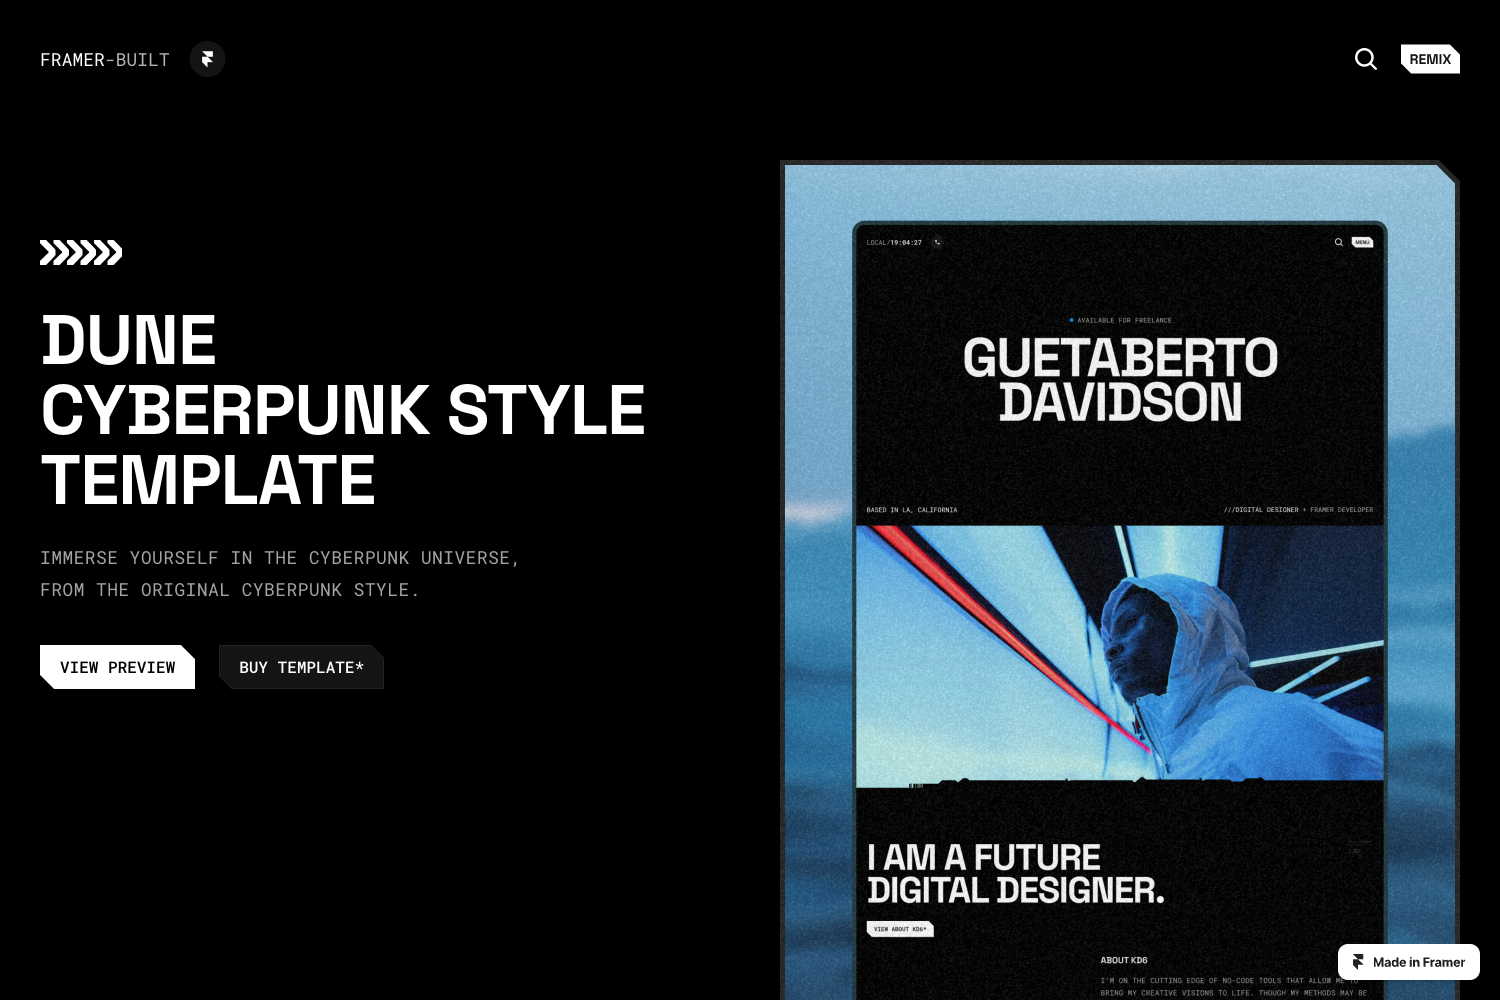 FRAMER-BUILT
REMIX
DUNE
CYBERPUNK STYLE
TEMPLATE
IMMERSE YOURSELF IN THE CYBERPUNK UNIVERSE,
FROM THE ORIGINAL CYBERPUNK STYLE.
VIEW PREVIEW
BUY TEMPLATE*
LOCAL/19:04:27
MENU
AVAILABLE FOR FREELANCE
GUETABERTO
DAVIDSON
BASED IN LA, CALIFORNIA
///DIGITAL DESIGNER + FRAMER DEVELOPER
I AM A FUTURE
DIGITAL DESIGNER.
VIEW ABOUT KD6*
ABOUT KD6
I'M ON THE CUTTING EDGE OF NO-CODE TOOLS THAT ALLOW ME TO
BRING MY CREATIVE VISIONS TO LIFE. THOUGH MY METHODS MAY BE
Made in Framer